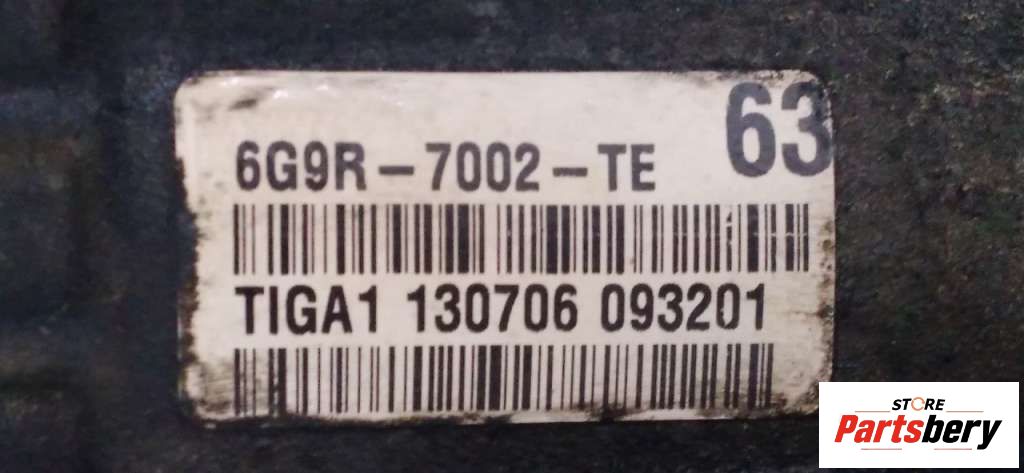 63
6G9R-7002-TE
TIGA1 130706 093201
STORE
Partsbery